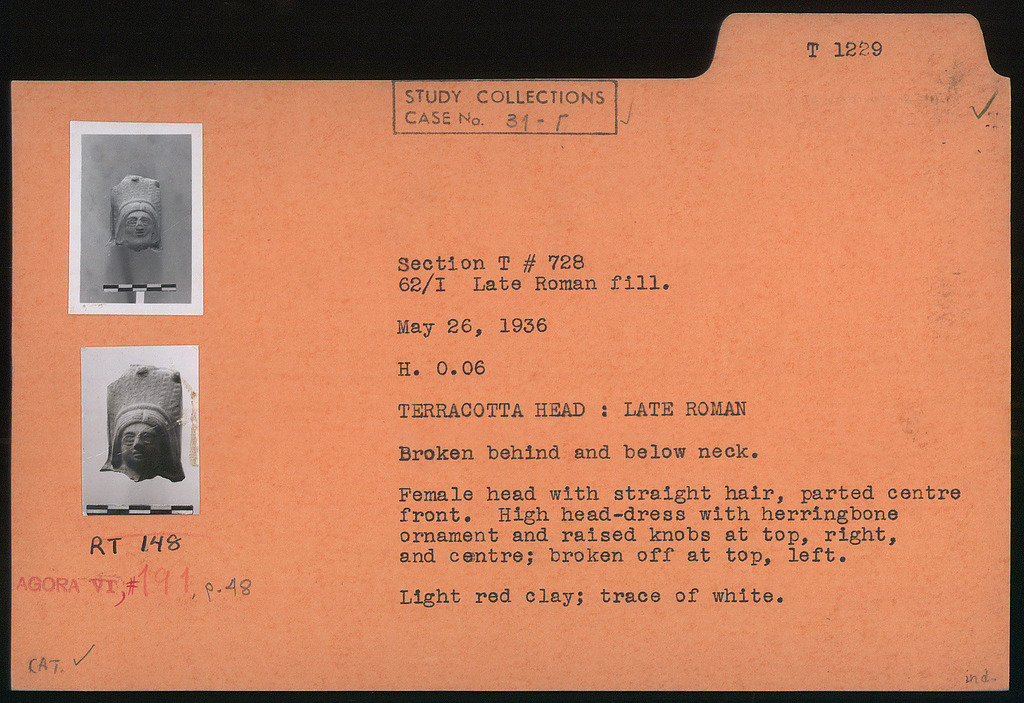 T 1229
STUDY COLLECTIONS
CASE No. 31-Γ
Section T # 728
62/I Late Roman fill.
May 26, 1936
H. 0.06
TERRACOTTA HEAD : LATE ROMAN
Broken behind and below neck.
Female head with straight hair, parted centre
front. High head-dress with herringbone
ornament and raised knobs at top, right,
and centre; broken off at top, left.
Light red clay; trace of white.
RT 148
AGORA VI, #191, p.48
CAT. ✓
ind.